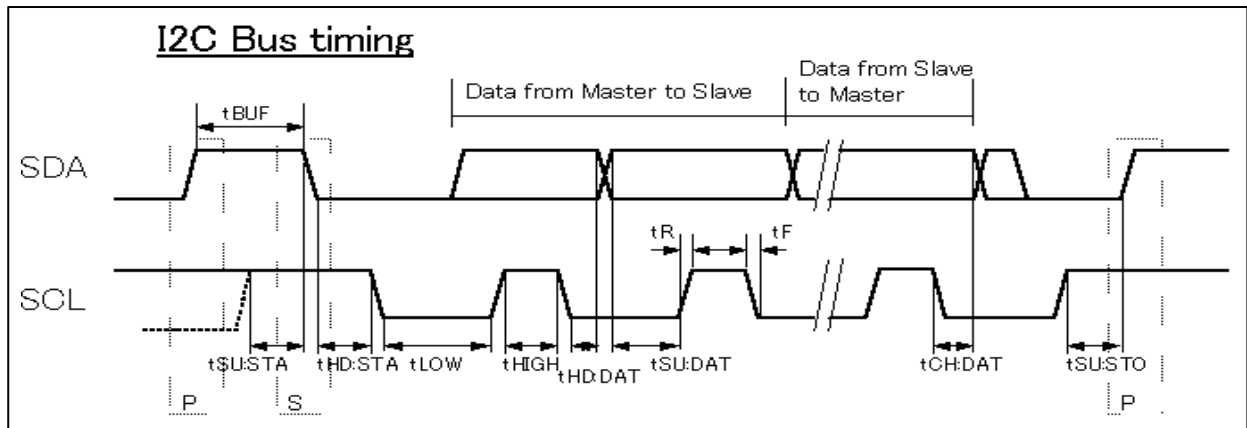 I2C Bus timing
Data from Master to Slave
Data from Slave
to Master
tBUF
SDA
tR
tF
SCL
tSU:STA
tHD:STA
tLOW
tHIGH
tHD:DAT
tSU:DAT
tCH:DAT
tSU:STO
P
S
P